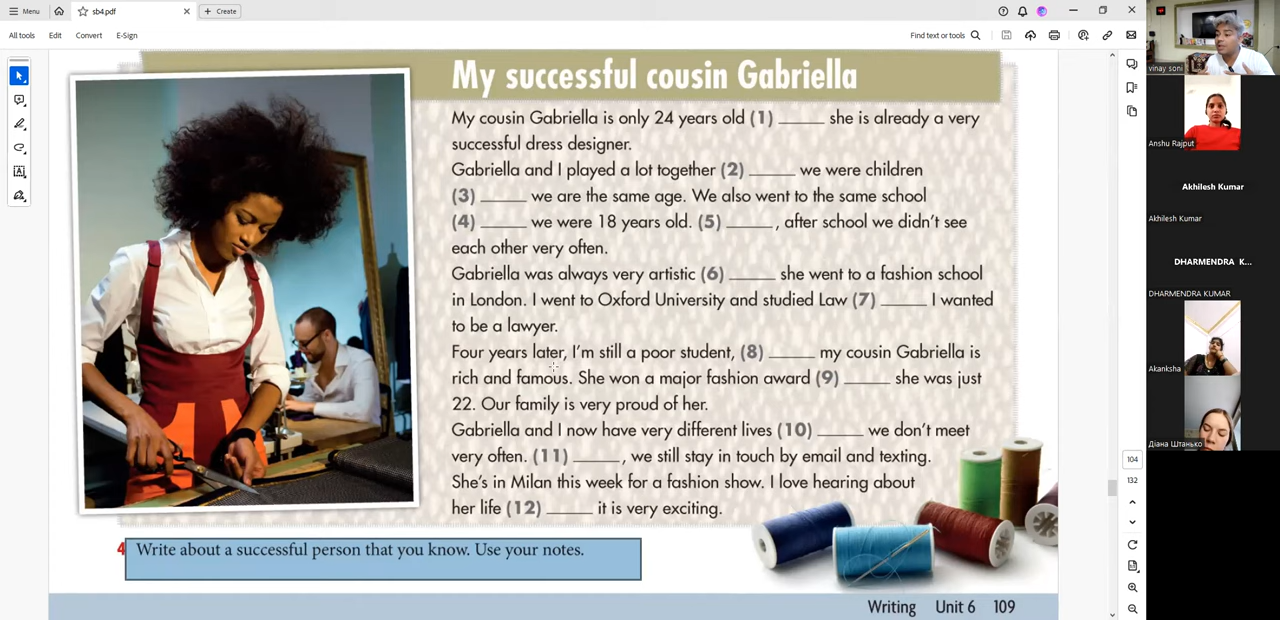 Menu
sb4.pdf
Create
All tools
Edit
Convert
E-Sign
Find text or tools
My successful cousin Gabriella
My cousin Gabriella is only 24 years old (1) _____ she is already a very
successful dress designer.
Gabriella and I played a lot together (2) _____ we were children
(3) _____ we are the same age. We also went to the same school
(4) _____ we were 18 years old. (5) _____, after school we didn't see
each other very often.
Gabriella was always very artistic (6) _____ she went to a fashion school
in London. I went to Oxford University and studied Law (7) _____ I wanted
to be a lawyer.
Four years later, I'm still a poor student, (8) _____ my cousin Gabriella is
rich and famous. She won a major fashion award (9) _____ she was just
22. Our family is very proud of her.
Gabriella and I now have very different lives (10) _____ we don't meet
very often. (11) _____, we still stay in touch by email and texting.
She's in Milan this week for a fashion show. I love hearing about
her life (12) _____ it is very exciting.
4 Write about a successful person that you know. Use your notes.
Writing Unit 6 109
104
132
vinay soni
Anshu Rajput
Akhilesh Kumar
Akhilesh Kumar
DHARMENDRA K...
DHARMENDRA KUMAR
Akanksha
Діана Штанько